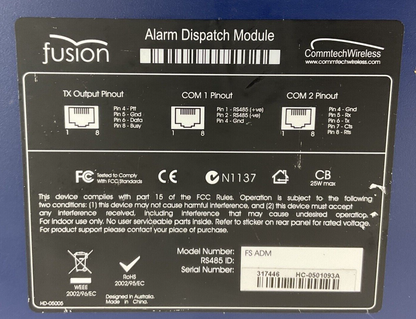 fusion
Alarm Dispatch Module
CommtechWireless
www.commtechwireless.com
TX Output Pinout
COM 1 Pinout
COM 2 Pinout
Pin 4 - Ptt
Pin 5 - Gnd
Pin 6 - Data
Pin 8 - Busy
1 8
Pin 1 - RS485 (+ve)
Pin 2 - RS485 (-ve)
Pin 4 - Gnd
1 8
Pin 4 - Gnd
Pin 5 - Rx
Pin 6 - Tx
Pin 7 - Cts
Pin 8 - Rts
1 8
FC Tested to Comply
With FCC Standards
CE
N1137
CB
25W max
This device complies with part 15 of the FCC Rules. Operation is subject to the following
two conditions: (1) this device may not cause harmful interference, and (2) this device must accept
any interference received, including interference that may cause undesired operation.
For indoor use only. No user serviceable parts inside. Refer to sticker on rear panel for rated voltage.
For product support please contact your place of purchase.
WEEE
2002/96/EC
RoHS
2002/95/EC
Designed in Australia.
Made in China.
HD-05005
Model Number: FS ADM
RS485 ID:
Serial Number:
317446 HC-0501093A